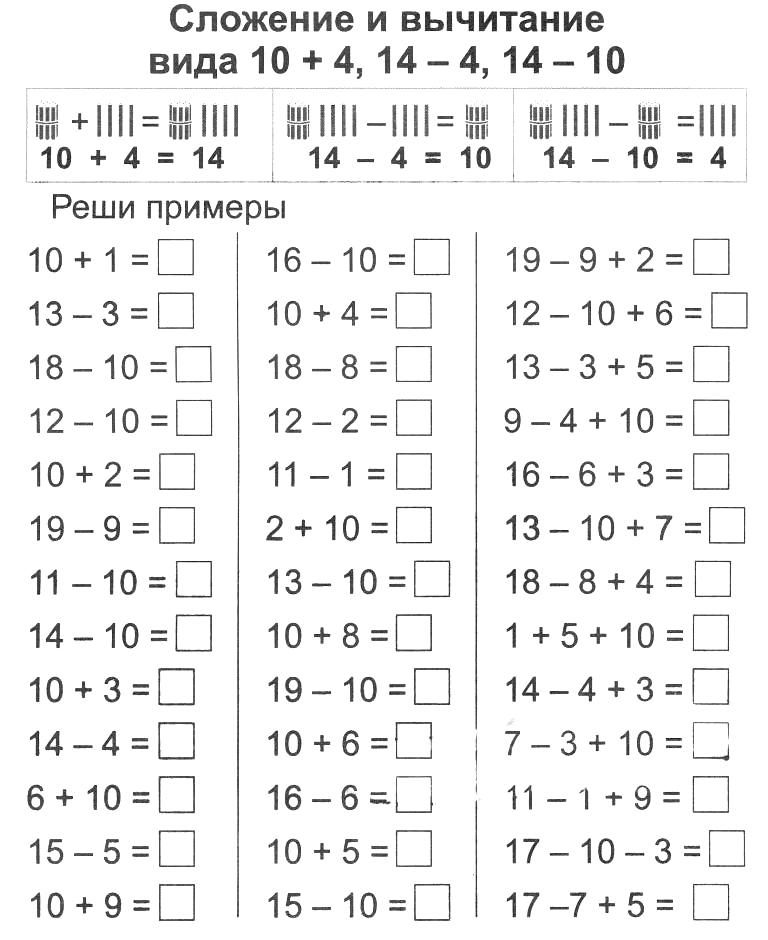 Сложение и вычитание
вида 10 + 4, 14 – 4, 14 – 10
10 + 4 = 14
14 – 4 = 10
14 – 10 = 4
Реши примеры
10 + 1 =
13 – 3 =
18 – 10 =
12 – 10 =
10 + 2 =
19 – 9 =
11 – 10 =
14 – 10 =
10 + 3 =
14 – 4 =
6 + 10 =
15 – 5 =
10 + 9 =
16 – 10 =
10 + 4 =
18 – 8 =
12 – 2 =
11 – 1 =
2 + 10 =
13 – 10 =
10 + 8 =
19 – 10 =
10 + 6 =
16 – 6 =
10 + 5 =
15 – 10 =
19 – 9 + 2 =
12 – 10 + 6 =
13 – 3 + 5 =
9 – 4 + 10 =
16 – 6 + 3 =
13 – 10 + 7 =
18 – 8 + 4 =
1 + 5 + 10 =
14 – 4 + 3 =
7 – 3 + 10 =
11 – 1 + 9 =
17 – 10 – 3 =
17 –7 + 5 =